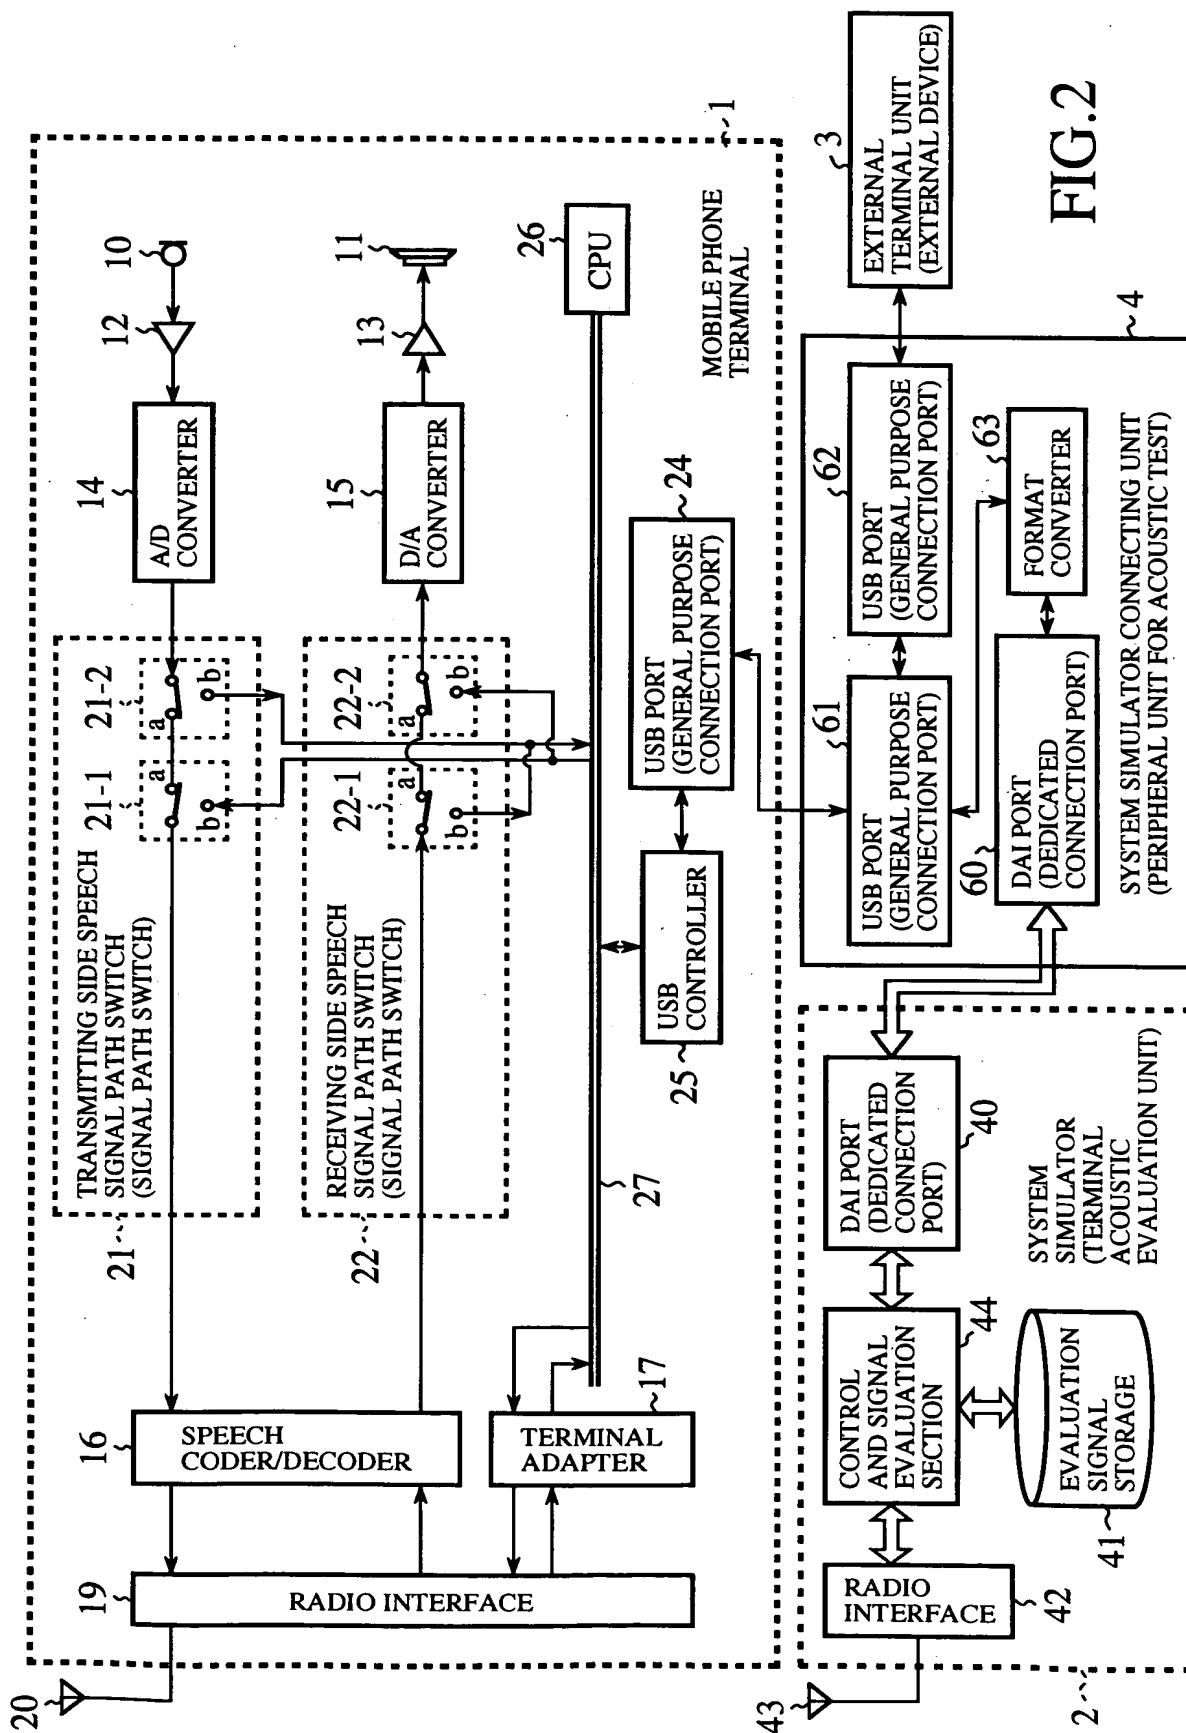 FIG.2
1
MOBILE PHONE
TERMINAL
10
12
14
A/D
CONVERTER
11
13
15
D/A
CONVERTER
26
CPU
21
TRANSMITTING SIDE SPEECH
SIGNAL PATH SWITCH
(SIGNAL PATH SWITCH)
21-1
21-2
a
b
a
b
22
RECEIVING SIDE SPEECH
SIGNAL PATH SWITCH
(SIGNAL PATH SWITCH)
22-1
22-2
a
b
a
b
16
SPEECH
CODER/DECODER
17
TERMINAL
ADAPTER
19
RADIO INTERFACE
20
27
24
USB PORT
(GENERAL PURPOSE
CONNECTION PORT)
25
USB
CONTROLLER
3
EXTERNAL
TERMINAL UNIT
(EXTERNAL DEVICE)
4
61
USB PORT
(GENERAL PURPOSE
CONNECTION PORT)
62
USB PORT
(GENERAL PURPOSE
CONNECTION PORT)
63
FORMAT
CONVERTER
60
DAI PORT
(DEDICATED
CONNECTION PORT)
SYSTEM SIMULATOR CONNECTING UNIT
(PERIPHERAL UNIT FOR ACOUSTIC TEST)
2
43
RADIO
INTERFACE
42
CONTROL
AND SIGNAL
EVALUATION
SECTION
44
DAI PORT
(DEDICATED
CONNECTION
PORT)
40
41
EVALUATION
SIGNAL
STORAGE
SYSTEM
SIMULATOR
(TERMINAL
ACOUSTIC
EVALUATION UNIT)